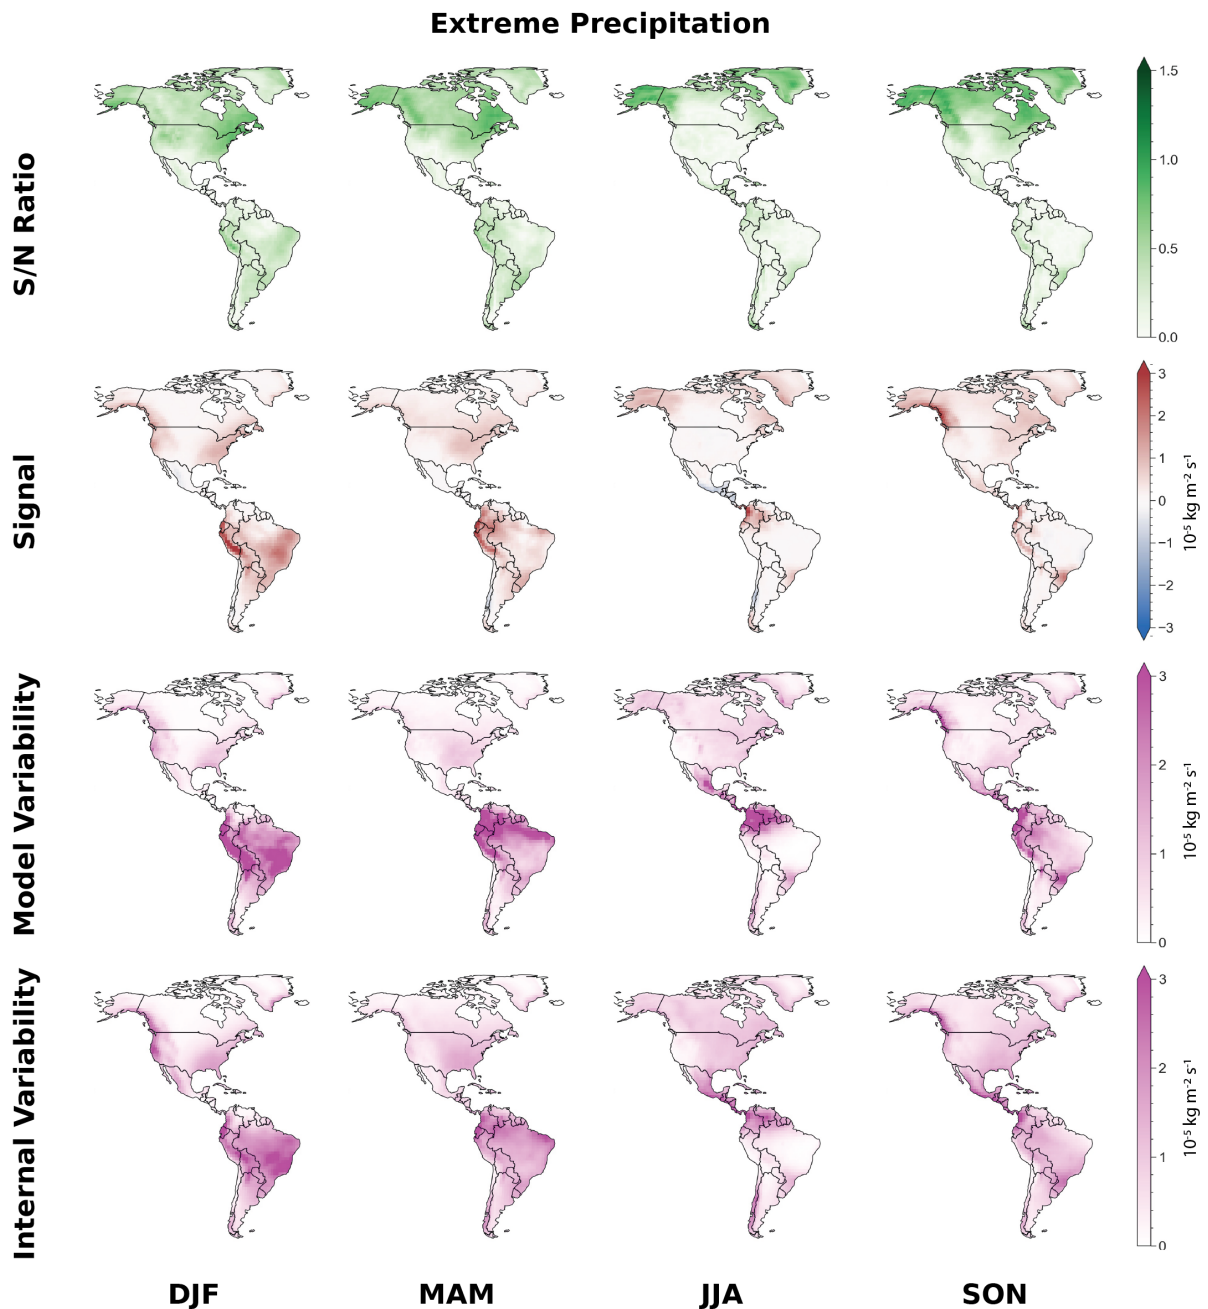 Extreme Precipitation
S/N Ratio
1.5
1.0
0.5
0.0
Signal
3
2
1
0
−1
−2
−3
10⁻⁵ kg m⁻² s⁻¹
Model Variability
3
2
1
0
10⁻⁵ kg m⁻² s⁻¹
Internal Variability
3
2
1
0
10⁻⁵ kg m⁻² s⁻¹
DJF MAM JJA SON